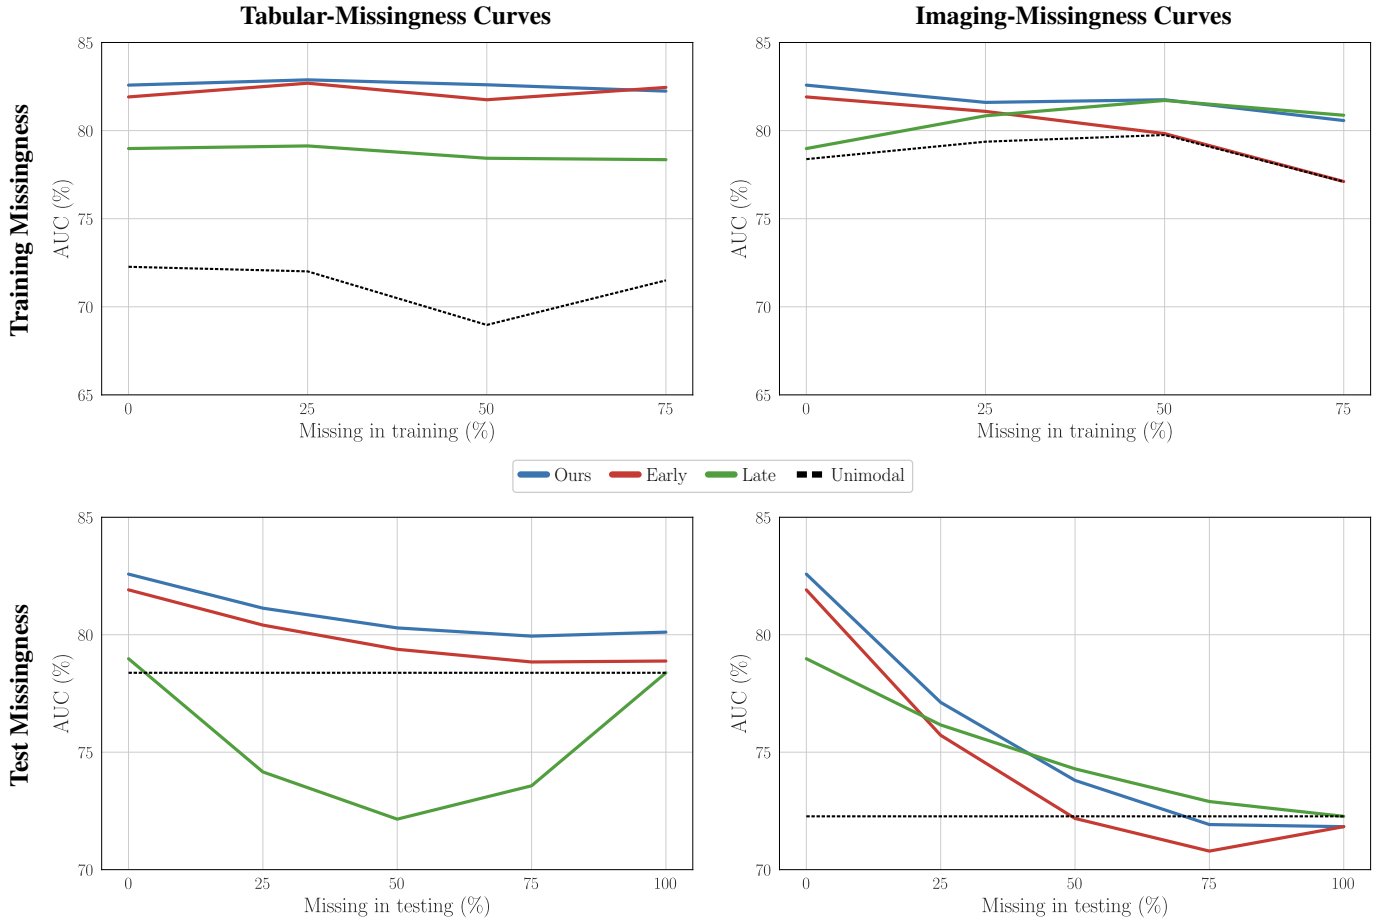 Tabular-Missingness Curves
Imaging-Missingness Curves
Training Missingness
AUC (%)
85
80
75
70
65
0 25 50 75
Missing in training (%)
AUC (%)
85
80
75
70
65
0 25 50 75
Missing in training (%)
Ours Early Late Unimodal
Test Missingness
AUC (%)
85
80
75
70
0 25 50 75 100
Missing in testing (%)
AUC (%)
85
80
75
70
0 25 50 75 100
Missing in testing (%)